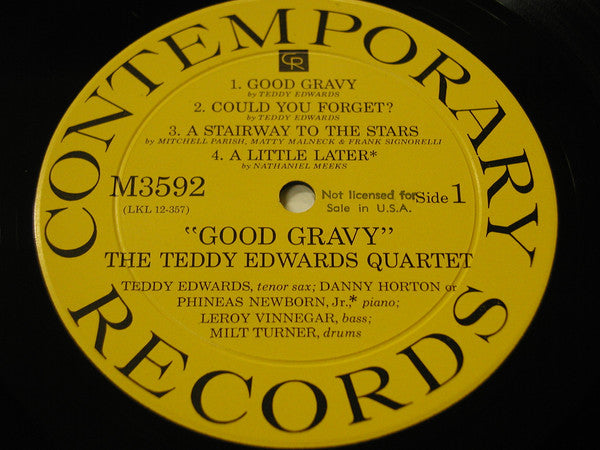 CONTEMPORARY
CR
1. GOOD GRAVY
by TEDDY EDWARDS
2. COULD YOU FORGET?
by TEDDY EDWARDS
3. A STAIRWAY TO THE STARS
by MITCHELL PARISH, MATTY MALNECK & FRANK SIGNORELLI
4. A LITTLE LATER*
by NATHANIEL MEEKS
M3592
(LKL 12-357)
Not licensed for
Sale in U.S.A.
Side 1
"GOOD GRAVY"
THE TEDDY EDWARDS QUARTET
TEDDY EDWARDS, tenor sax; DANNY HORTON or
PHINEAS NEWBORN, Jr.,* piano;
LEROY VINNEGAR, bass;
MILT TURNER, drums
RECORDS